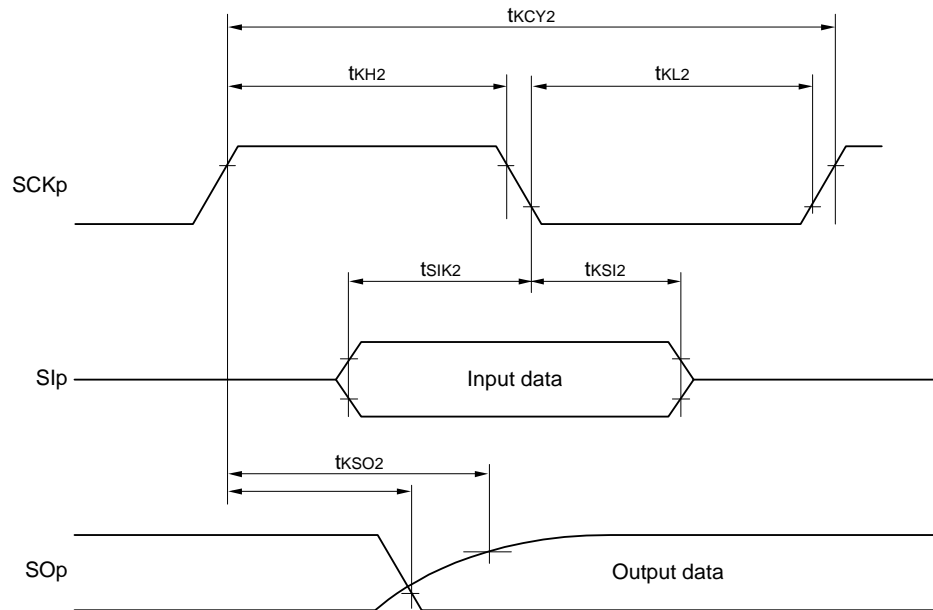 tKCY2
tKH2
tKL2
SCKp
tSIK2
tKSI2
SIp
Input data
tKSO2
SOp
Output data